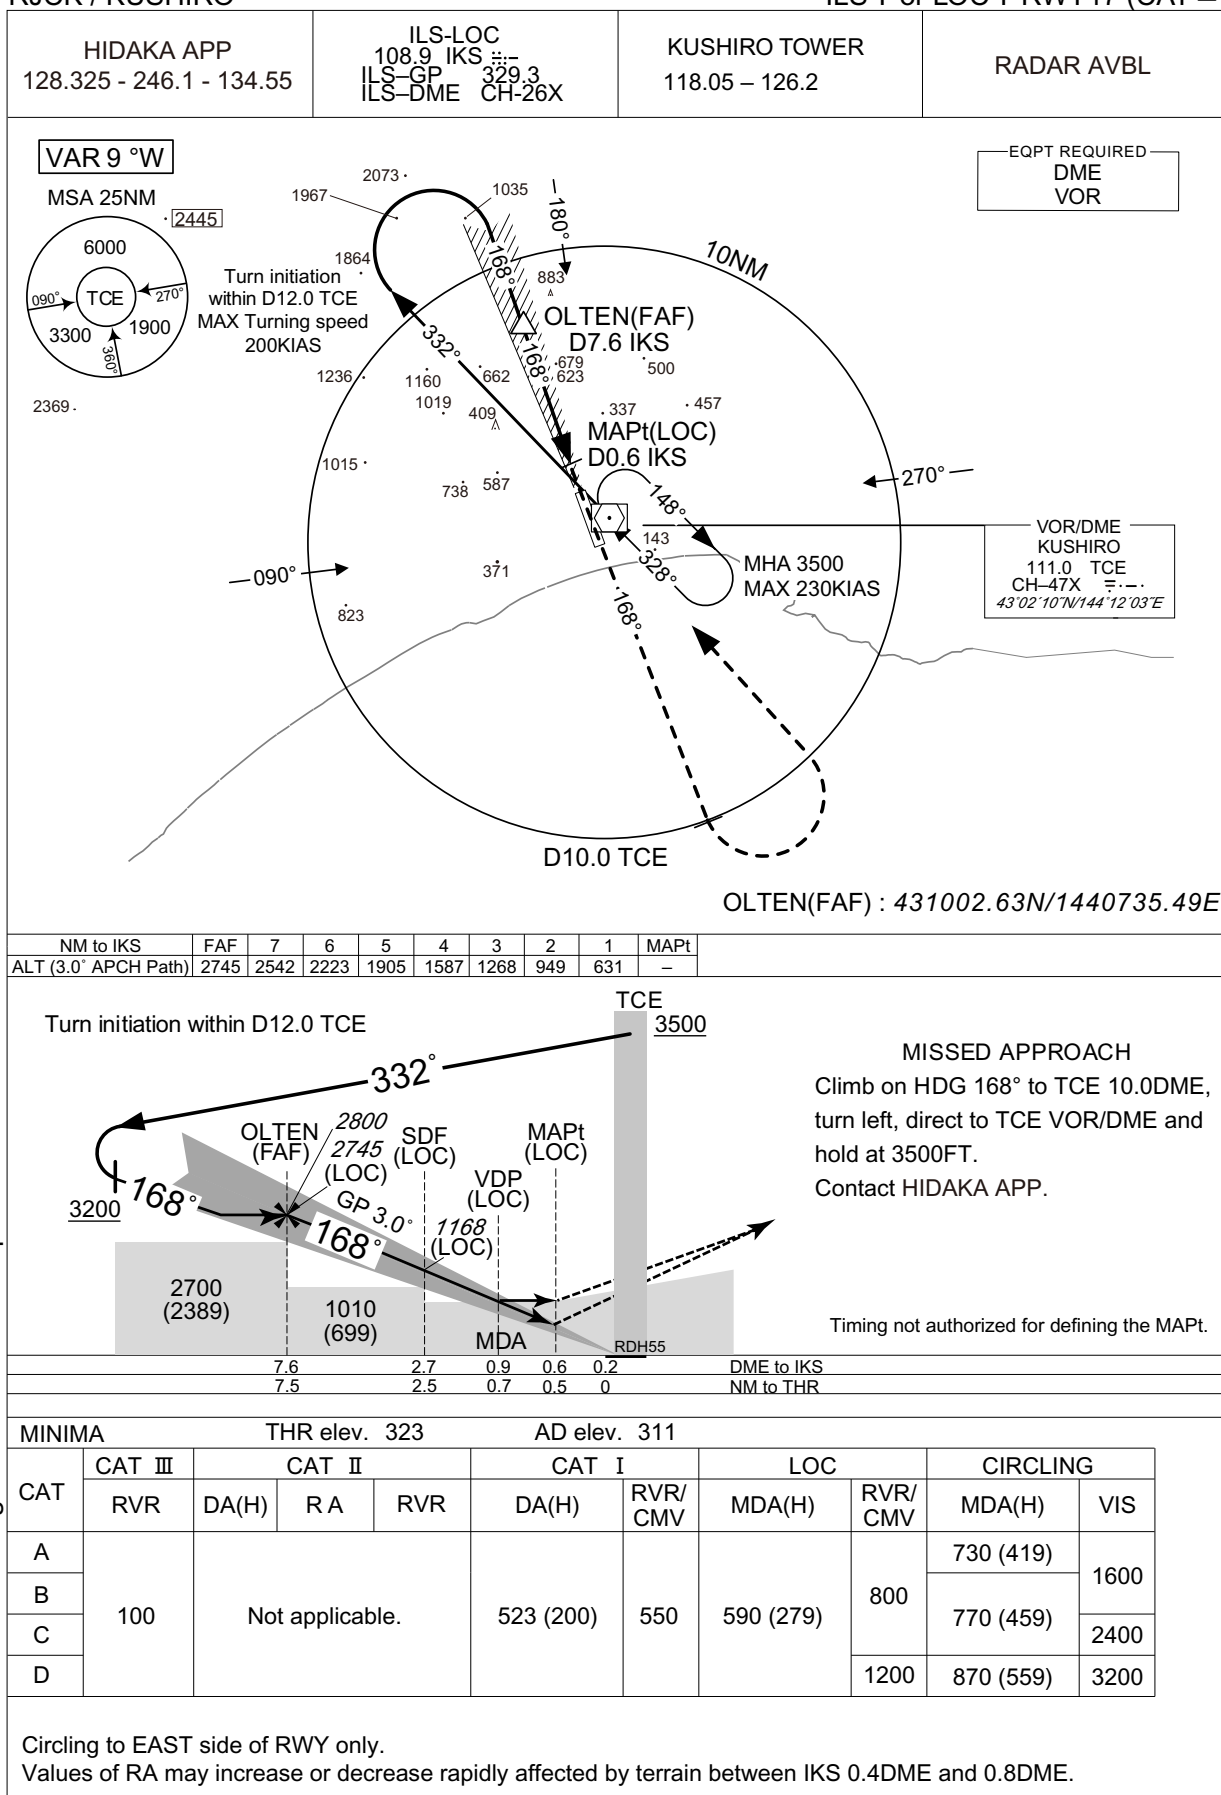 HIDAKA APP
128.325 - 246.1 - 134.55
ILS-LOC
108.9 IKS
ILS–GP 329.3
ILS–DME CH-26X
KUSHIRO TOWER
118.05 – 126.2
RADAR AVBL
VAR 9 °W
MSA 25NM
2445
6000
090°
TCE
270°
3300
1900
360°
EQPT REQUIRED
DME
VOR
2073
1967
1035
180°
1864
168°
883
10NM
Turn initiation
within D12.0 TCE
MAX Turning speed
200KIAS
332°
OLTEN(FAF)
D7.6 IKS
168°
679
623
500
1236
1160
662
2369
1019
409
337
457
MAPt(LOC)
D0.6 IKS
1015
738
587
148°
270°
143
328°
MHA 3500
MAX 230KIAS
VOR/DME
KUSHIRO
111.0 TCE
CH–47X
43°02´10˝N/144°12´03˝E
090°
371
823
168°
D10.0 TCE
OLTEN(FAF) : 431002.63N/1440735.49E
NM to IKS FAF 7 6 5 4 3 2 1 MAPt
ALT (3.0° APCH Path) 2745 2542 2223 1905 1587 1268 949 631 –
TCE
3500
Turn initiation within D12.0 TCE
332°
OLTEN
(FAF)
2800
2745
(LOC)
SDF
(LOC)
MAPt
(LOC)
VDP
(LOC)
3200
168°
GP 3.0°
168°
1168
(LOC)
2700
(2389)
1010
(699)
MDA
RDH55
MISSED APPROACH
Climb on HDG 168° to TCE 10.0DME,
turn left, direct to TCE VOR/DME and
hold at 3500FT.
Contact HIDAKA APP.
Timing not authorized for defining the MAPt.
7.6 2.7 0.9 0.6 0.2 DME to IKS
7.5 2.5 0.7 0.5 0 NM to THR
MINIMA THR elev. 323 AD elev. 311
CAT CAT Ⅲ CAT Ⅱ CAT Ⅰ LOC CIRCLING
RVR DA(H) R A RVR DA(H) RVR/CMV MDA(H) RVR/CMV MDA(H) VIS
A 730 (419)
B 1600
100 Not applicable. 523 (200) 550 590 (279) 800 770 (459)
C 2400
D 1200 870 (559) 3200
Circling to EAST side of RWY only.
Values of RA may increase or decrease rapidly affected by terrain between IKS 0.4DME and 0.8DME.